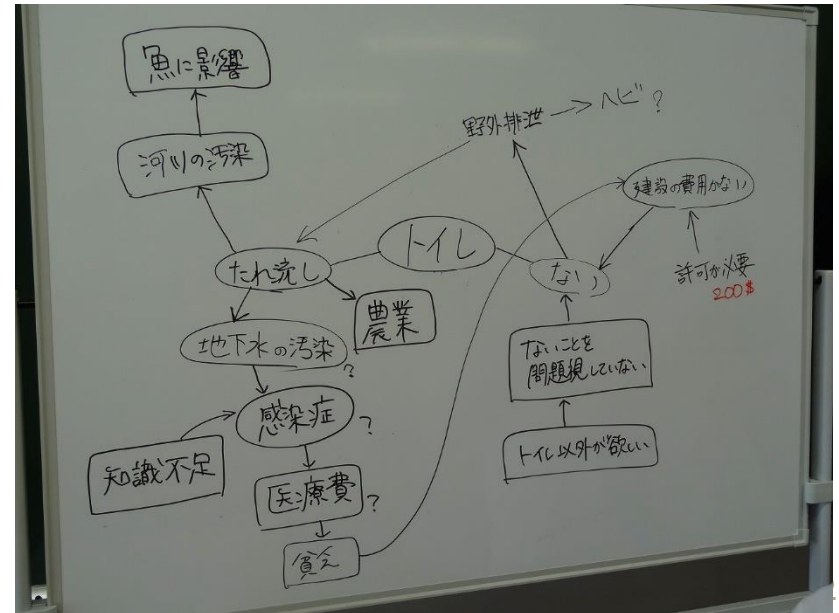 魚に影響
河川の汚染
野外排泄
ヘビ?
建設の費用がない
トイレ
たれ流し
ない
許可が必要
200$
農業
地下水の汚染
?
ないことを
問題視していない
感染症
?
トイレ以外が欲しい
知識不足
医療費
?
貧乏